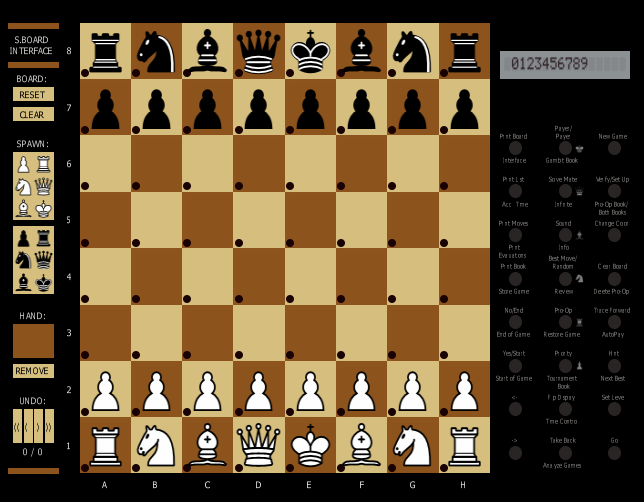 S.BOARD
INTERFACE
BOARD:
RESET
CLEAR
SPAWN:
HAND:
REMOVE
UNDO:
0 / 0
8
7
6
5
4
3
2
1
A B C D E F G H
0123456789
Print Board
Player/
Player
New Game
Interface
Gambit Book
Print List
Solve Mate
Verify/Set Up
Acc. Time
Infinite
Pro-Op Book/
Both Books
Print Moves
Sound
Change Color
Print
Evaluations
Info
Print Book
Best Move/
Random
Clear Board
Store Game
Review
Delete Pro-Op
No/End
Pro-Op
Trace Forward
End of Game
Restore Game
AutoPlay
Yes/Start
Priority
Hint
Start of Game
Tournament
Book
Next Best
<-
Flip Display
Set Level
Time Control
->
Take Back
Go
Analyze Games